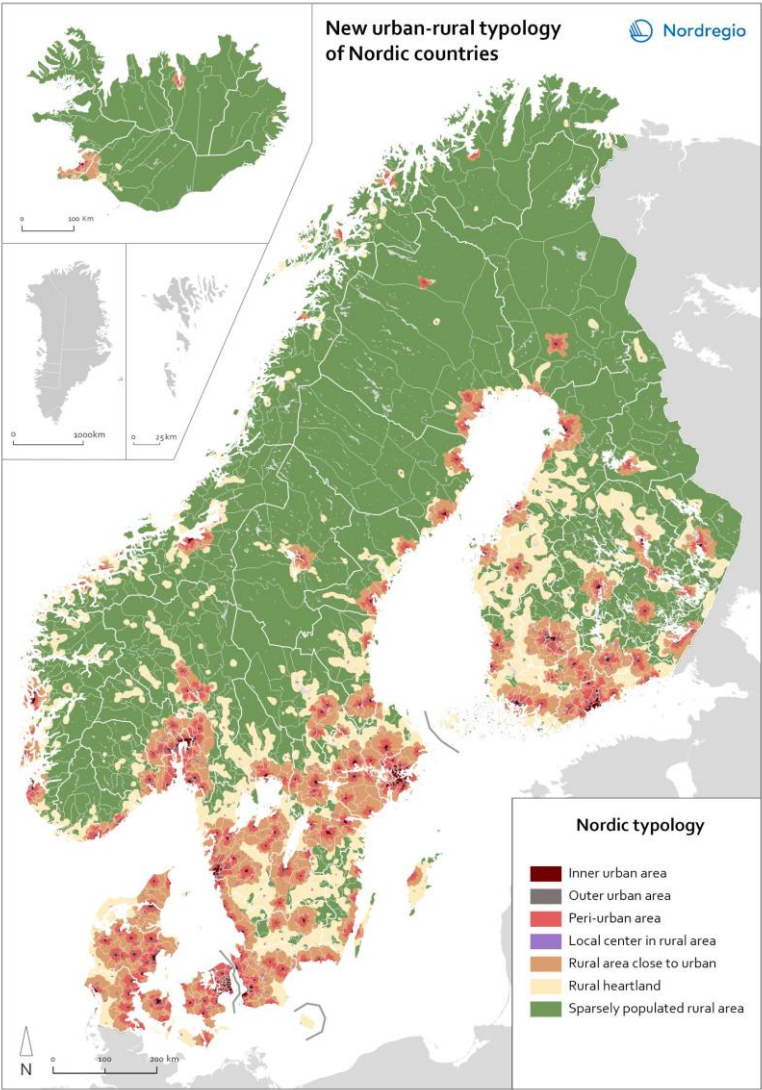 New urban-rural typology
of Nordic countries
Nordregio
0 100 Km
0 1000km
0 25km
Nordic typology
Inner urban area
Outer urban area
Peri-urban area
Local center in rural area
Rural area close to urban
Rural heartland
Sparsely populated rural area
N
0 100 200 km